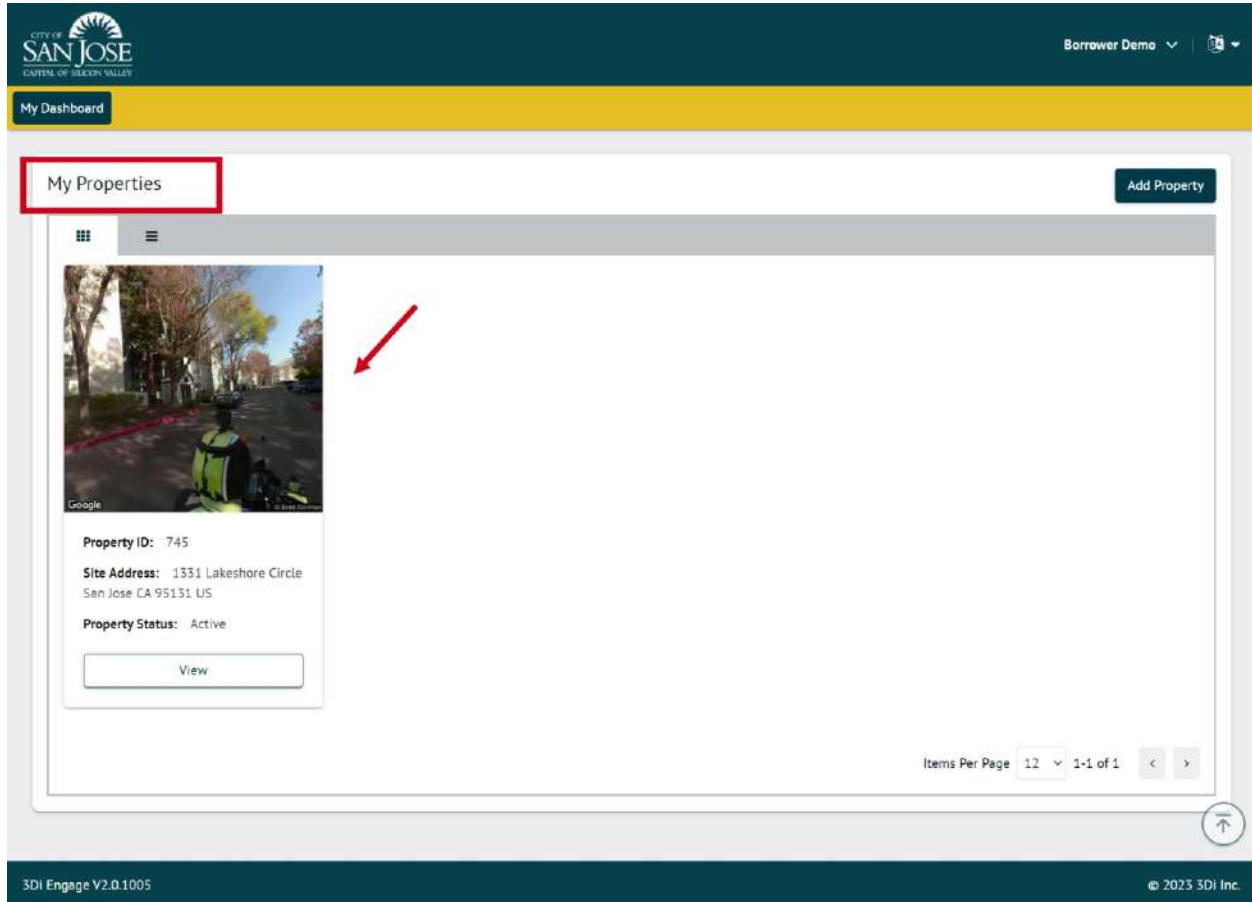 CITY OF
SAN JOSE
CAPITAL OF SILICON VALLEY
Borrower Demo
My Dashboard
My Properties
Add Property
Google
Property ID: 745
Site Address: 1331 Lakeshore Circle
San Jose CA 95131 US
Property Status: Active
View
Items Per Page 12 1-1 of 1
3Di Engage V2.0.1005
© 2023 3Di Inc.